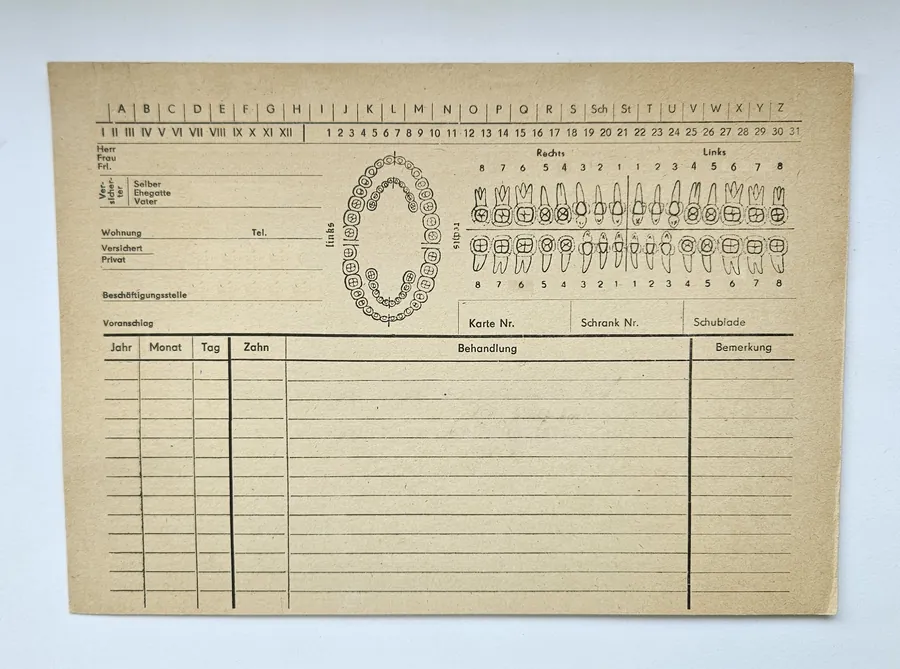 A B C D E F G H I J K L M N O P Q R S Sch St T U V W X Y Z
I II III IV V VI VII VIII IX X XI XII 1 2 3 4 5 6 7 8 9 10 11 12 13 14 15 16 17 18 19 20 21 22 23 24 25 26 27 28 29 30 31
Herr
Frau
Frl.
Rechts Links
8 7 6 5 4 3 2 1 1 2 3 4 5 6 7 8
Ver-
sicher-
ter
Selber
Ehegatte
Vater
links
rechts
Wohnung Tel.
Versichert
Privat
8 7 6 5 4 3 2 1 1 2 3 4 5 6 7 8
Beschäftigungsstelle
Voranschlag
Karte Nr. Schrank Nr. Schublade
Jahr Monat Tag Zahn Behandlung Bemerkung